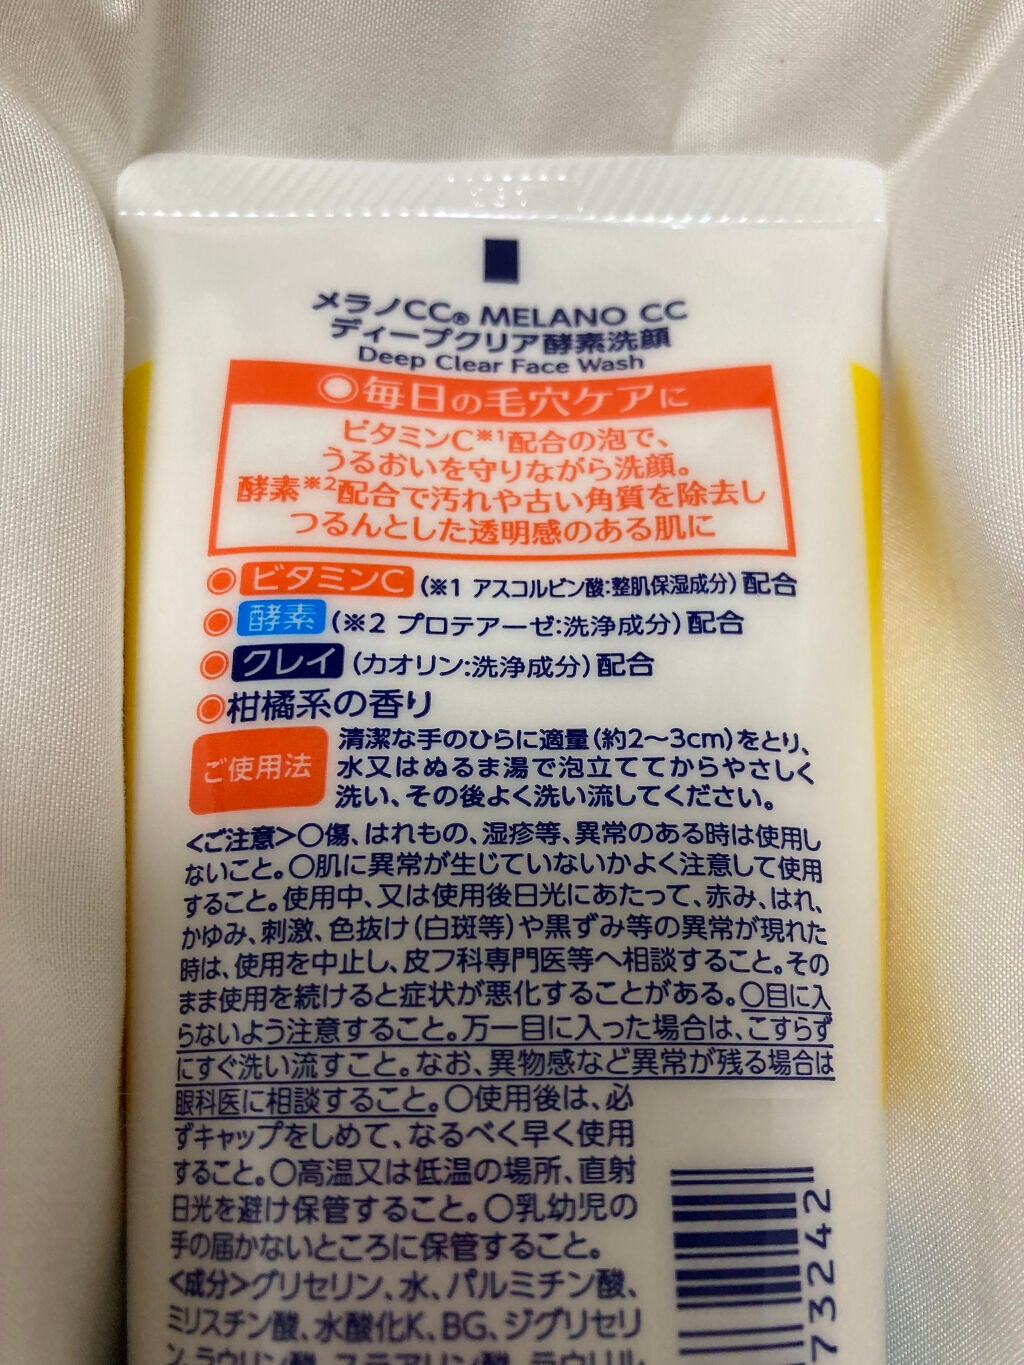 メラノCC® MELANO CC
ディープクリア酵素洗顔
Deep Clear Face Wash
◉毎日の毛穴ケアに
ビタミンC※1配合の泡で、
うるおいを守りながら洗顔。
酵素※2配合で汚れや古い角質を除去し
つるんとした透明感のある肌に
◉ビタミンC(※1 アスコルビン酸:整肌保湿成分)配合
◉酵素(※2 プロテアーゼ:洗浄成分)配合
◉クレイ(カオリン:洗浄成分)配合
◉柑橘系の香り
ご使用法
清潔な手のひらに適量(約2～3cm)をとり、
水又はぬるま湯で泡立ててからやさしく
洗い、その後よく洗い流してください。
<ご注意>〇傷、はれもの、湿疹等、異常のある時は使用し
ないこと。〇肌に異常が生じていないかよく注意して使用
すること。使用中、又は使用後日光にあたって、赤み、はれ、
かゆみ、刺激、色抜け(白斑等)や黒ずみ等の異常が現れた
時は、使用を中止し、皮フ科専門医等へ相談すること。その
まま使用を続けると症状が悪化することがある。〇目に入
らないよう注意すること。万一目に入った場合は、こすらず
にすぐ洗い流すこと。なお、異物感など異常が残る場合は
眼科医に相談すること。〇使用後は、必
ずキャップをしめて、なるべく早く使用
すること。〇高温又は低温の場所、直射
日光を避け保管すること。〇乳幼児の
手の届かないところに保管すること。
<成分>グリセリン、水、パルミチン酸、
ミリスチン酸、水酸化K、BG、ジグリセリ
ン、ラウリン酸、ステアリン酸、ラウリル
73242